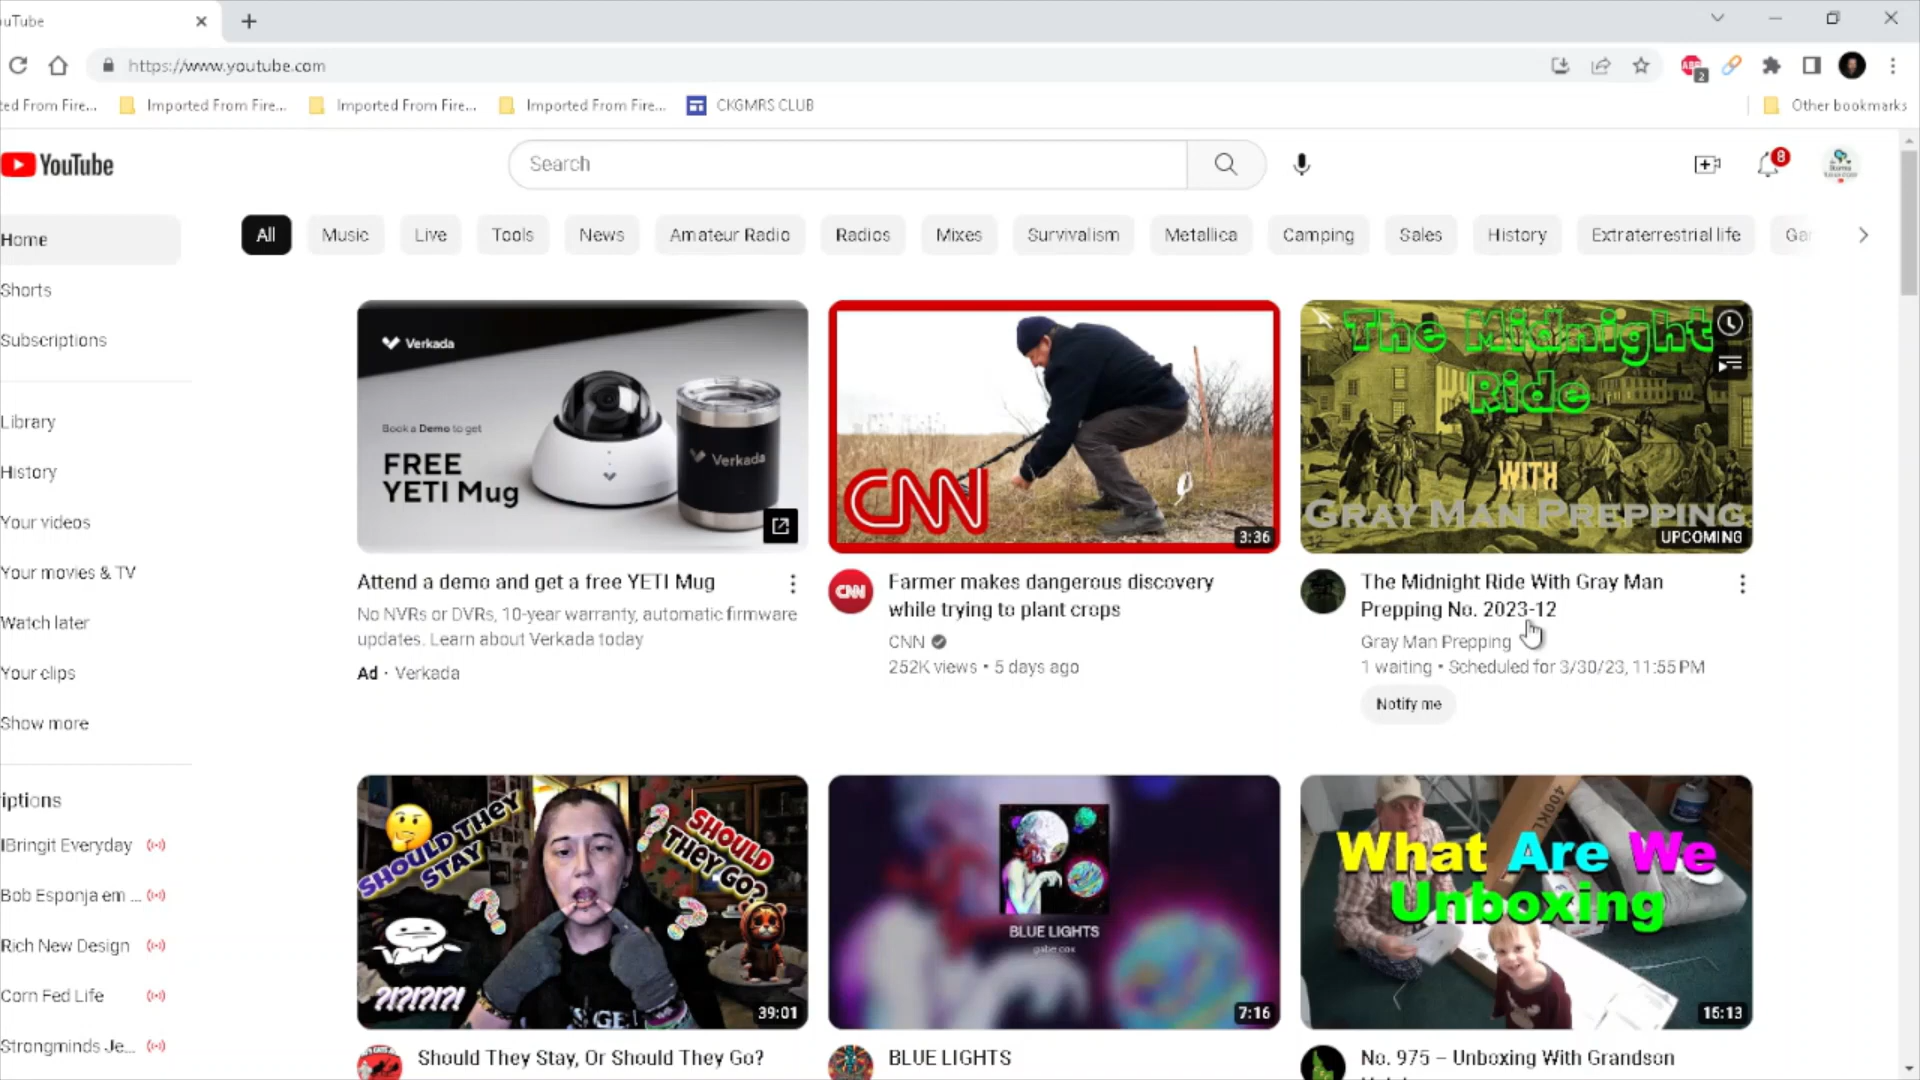 ouTube
https://www.youtube.com
ABP
2
ted From Fire...
Imported From Fire...
Imported From Fire...
Imported From Fire...
CKGMRS CLUB
Other bookmarks
YouTube
Search
8
All
Music
Live
Tools
News
Amateur Radio
Radios
Mixes
Survivalism
Metallica
Camping
Sales
History
Extraterrestrial life
Gar
Home
Shorts
Subscriptions
Library
History
Your videos
Your movies & TV
Watch later
Your clips
Show more
iptions
IBringit Everyday
Bob Esponja em ...
Rich New Design
Corn Fed Life
Strongminds Je...
Verkada
Book a Demo to get
FREE
YETI Mug
Verkada
Attend a demo and get a free YETI Mug
No NVRs or DVRs, 10-year warranty, automatic firmware
updates. Learn about Verkada today
Ad · Verkada
CNN
3:36
CNN
Farmer makes dangerous discovery
while trying to plant crops
CNN
252K views • 5 days ago
The Midnight
Ride
WITH
GRAY MAN PREPPING
UPCOMING
The Midnight Ride With Gray Man
Prepping No. 2023-12
Gray Man Prepping
1 waiting • Scheduled for 3/30/23, 11:55 PM
Notify me
SHOULD THEY
STAY
SHOULD
THEY GO?
?!?!?!?!
39:01
Should They Stay, Or Should They Go?
BLUE LIGHTS
gabe cox
7:16
BLUE LIGHTS
400KL
What Are We
Unboxing
15:13
No. 975 – Unboxing With Grandson